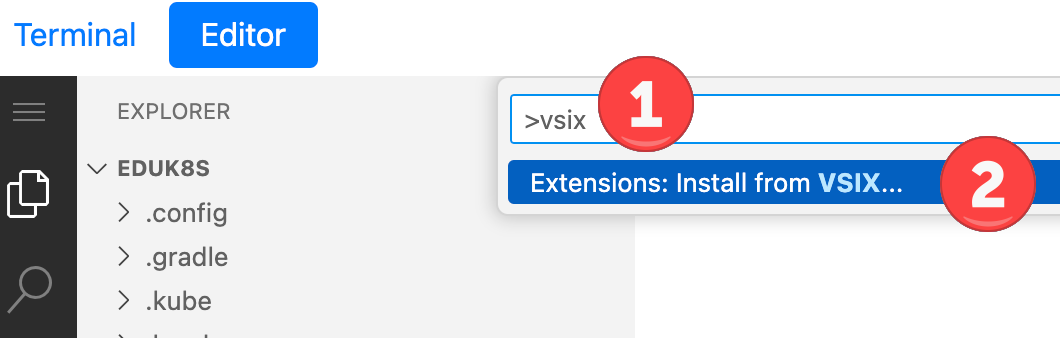 Terminal Editor
EXPLORER
>vsix
1
EDUK8S
Extensions: Install from VSIX...
2
.config
.gradle
.kube